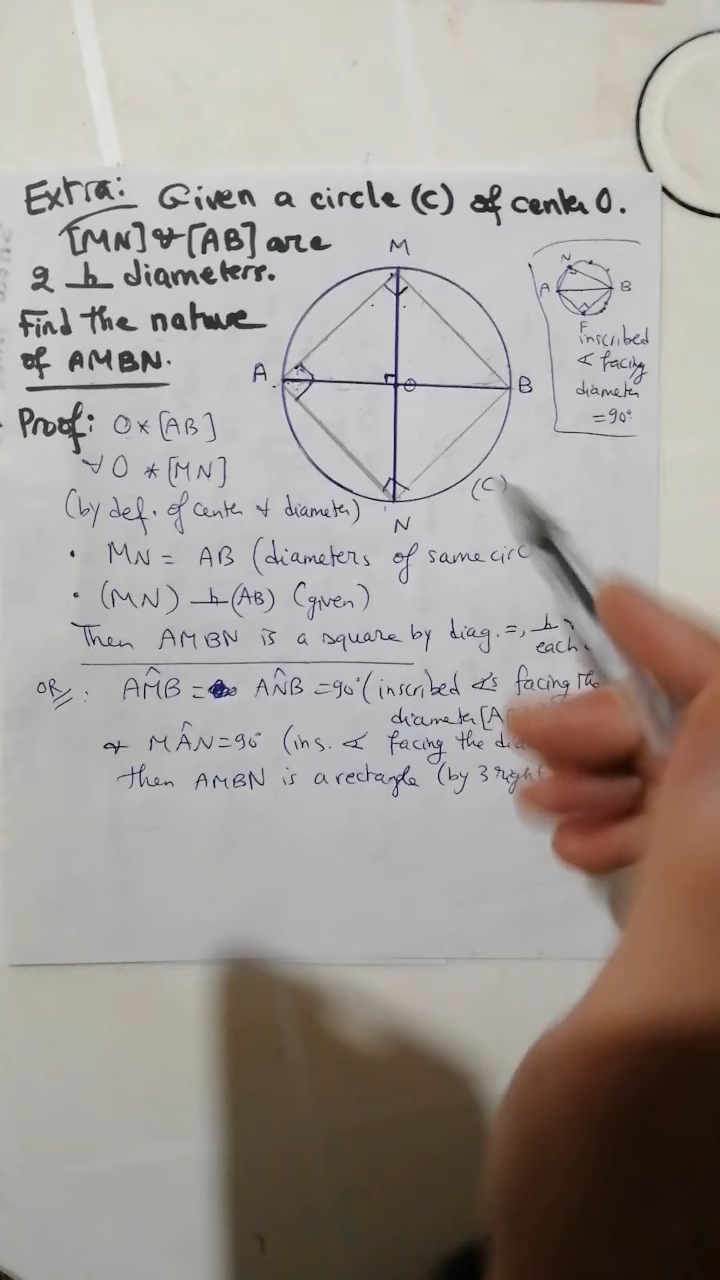 Extra: Given a circle (C) of center O.
[MN] & [AB] are
2 ⊥ diameters.
Find the nature
of AMBN.
M
A
B
O
N
(C)
N
A
B
F
inscribed
∢ facing
diameter
= 90°
Proof: O * [AB]
& O * [MN]
(by def. of center & diameter)
• MN = AB (diameters of same circ
• (MN) ⊥ (AB) (given)
Then AMBN is a square by diag. =, ⊥
each
OR. AM̂B = AN̂B = 90° (inscribed ∢s facing the
diameter [A
& MÂN = 90° (ins. ∢ facing the dia
then AMBN is a rectangle (by 3 right